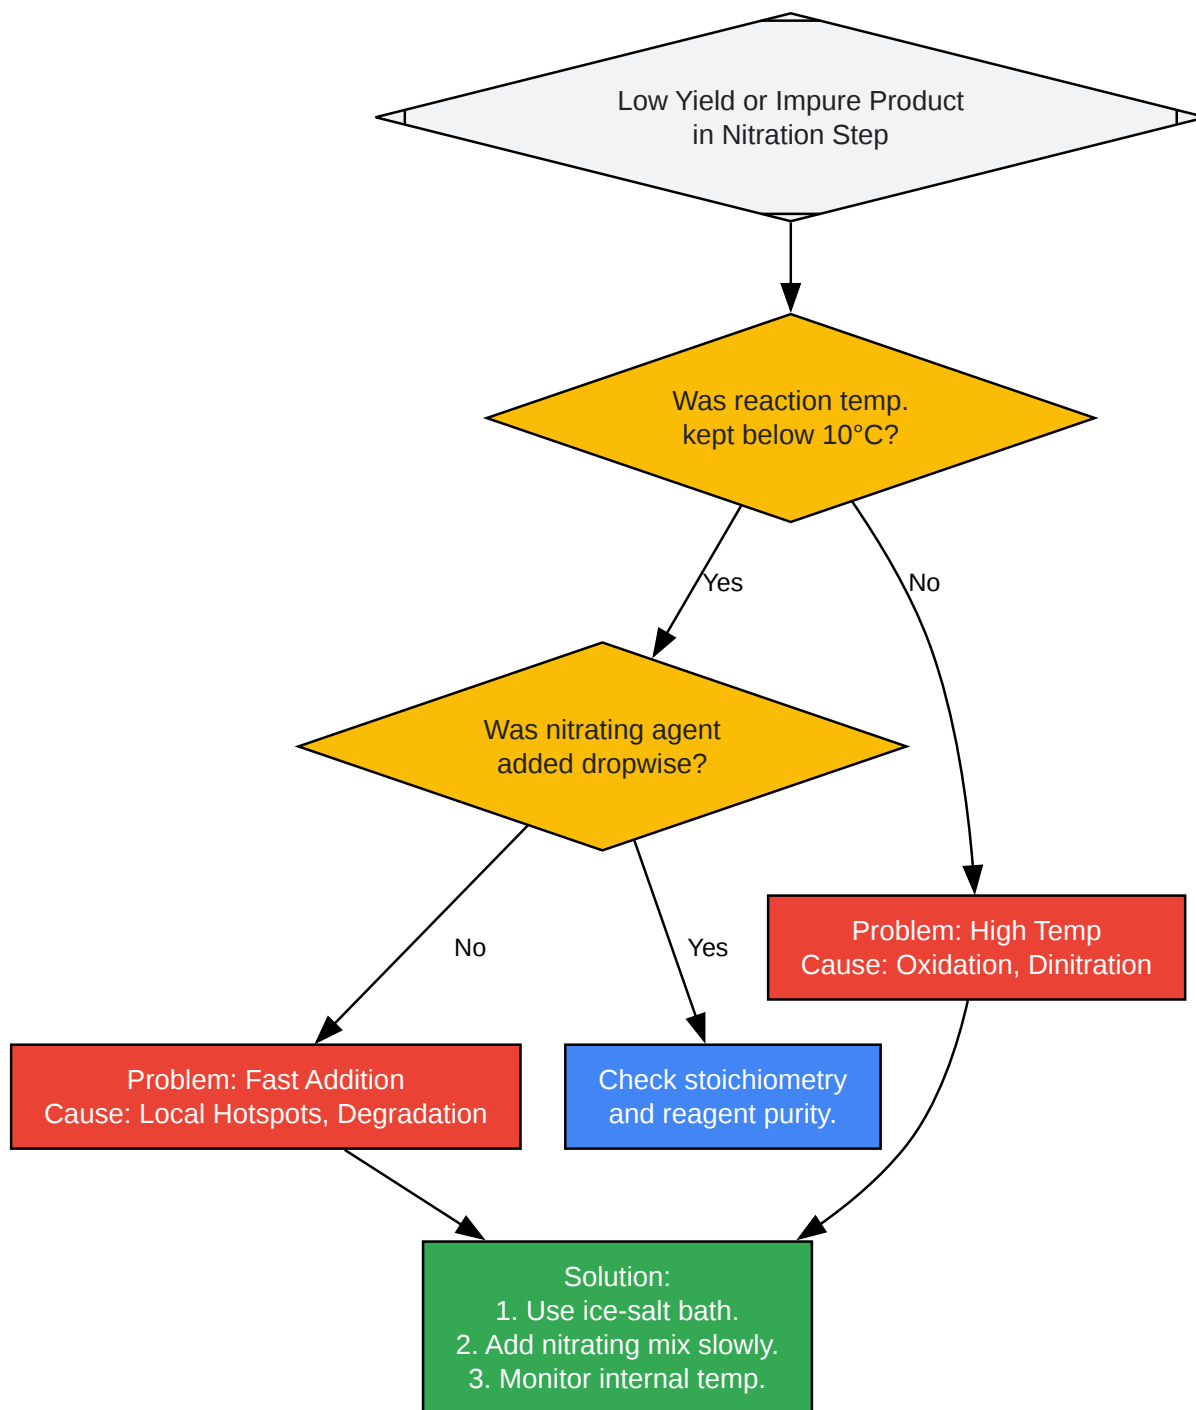 Low Yield or Impure Product
in Nitration Step
Was reaction temp.
kept below 10°C?
Yes
No
Was nitrating agent
added dropwise?
No
Yes
Problem: High Temp
Cause: Oxidation, Dinitration
Problem: Fast Addition
Cause: Local Hotspots, Degradation
Check stoichiometry
and reagent purity.
Solution:
1. Use ice-salt bath.
2. Add nitrating mix slowly.
3. Monitor internal temp.